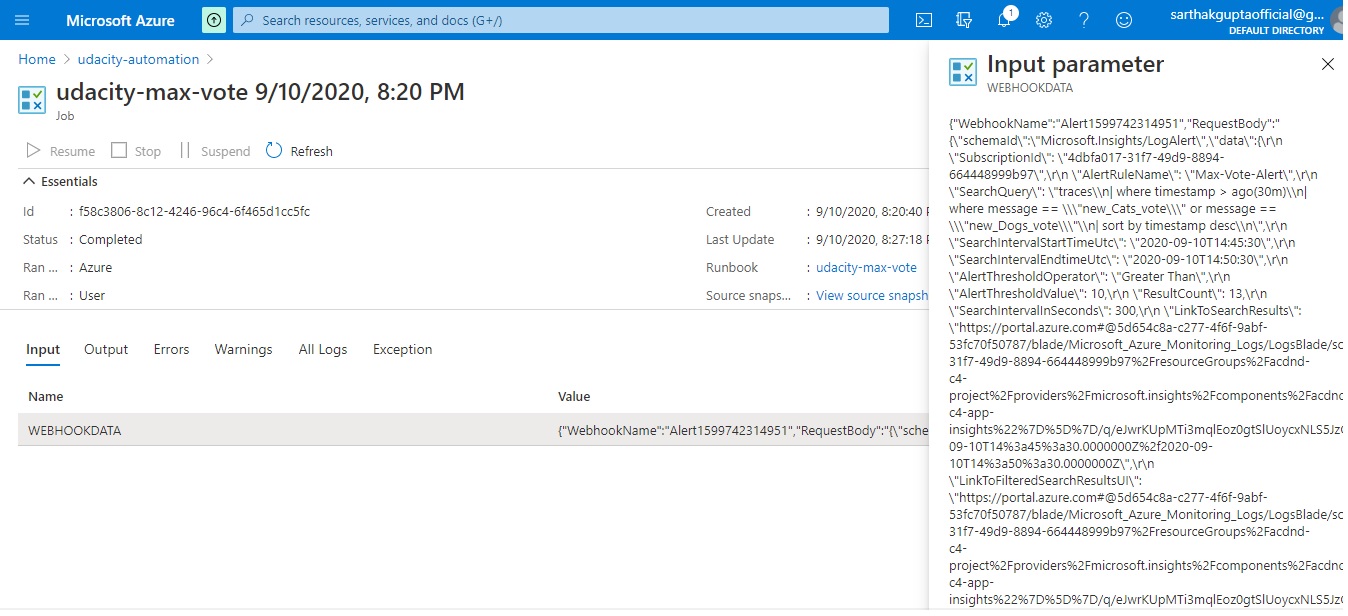 Microsoft Azure
Search resources, services, and docs (G+/)
1
sarthakguptaofficial@g...
DEFAULT DIRECTORY
Home > udacity-automation >
udacity-max-vote 9/10/2020, 8:20 PM
Job
Resume Stop Suspend Refresh
Essentials
Id : f58c3806-8c12-4246-96c4-6f465d1cc5fc
Created : 9/10/2020, 8:20:40
Status : Completed
Last Update : 9/10/2020, 8:27:18
Ran ... : Azure
Runbook : udacity-max-vote
Ran ... : User
Source snaps... : View source snapsh
Input Output Errors Warnings All Logs Exception
Name Value
WEBHOOKDATA {"WebhookName":"Alert1599742314951","RequestBody":"{\"sche
Input parameter
WEBHOOKDATA
{"WebhookName":"Alert1599742314951","RequestBody":"
{\"schemaId\":\"Microsoft.Insights/LogAlert\",\"data\":{\r\n
\"SubscriptionId\": \"4dbfa017-31f7-49d9-8894-
664448999b97\",\r\n \"AlertRuleName\": \"Max-Vote-Alert\",\r\n
\"SearchQuery\": \"traces\\n| where timestamp > ago(30m)\\n|
where message == \\\"new_Cats_vote\\\" or message ==
\\\"new_Dogs_vote\\\"\\n| sort by timestamp desc\\n\",\r\n
\"SearchIntervalStartTimeUtc\": \"2020-09-10T14:45:30\",\r\n
\"SearchIntervalEndtimeUtc\": \"2020-09-10T14:50:30\",\r\n
\"AlertThresholdOperator\": \"Greater Than\",\r\n
\"AlertThresholdValue\": 10,\r\n \"ResultCount\": 13,\r\n
\"SearchIntervalInSeconds\": 300,\r\n \"LinkToSearchResults\":
\"https://portal.azure.com#@5d654c8a-c277-4f6f-9abf-
53fc70f50787/blade/Microsoft_Azure_Monitoring_Logs/LogsBlade/sc
31f7-49d9-8894-664448999b97%2FresourceGroups%2Facdnd-
c4-
project%2Fproviders%2Fmicrosoft.insights%2Fcomponents%2Facdnd
c4-app-
insights%22%7D%5D%7D/q/eJwrKUpMTi3mqlEoz0gtSlUoycxNLS5JzC
09-10T14%3a45%3a30.0000000Z%2f2020-09-
10T14%3a50%3a30.0000000Z\",\r\n
\"LinkToFilteredSearchResultsUI\":
\"https://portal.azure.com#@5d654c8a-c277-4f6f-9abf-
53fc70f50787/blade/Microsoft_Azure_Monitoring_Logs/LogsBlade/sc
31f7-49d9-8894-664448999b97%2FresourceGroups%2Facdnd-
c4-
project%2Fproviders%2Fmicrosoft.insights%2Fcomponents%2Facdnd
c4-app-
insights%22%7D%5D%7D/q/eJwrKUpMTi3mqlEoz0gtSlUoycxNLS5JzC